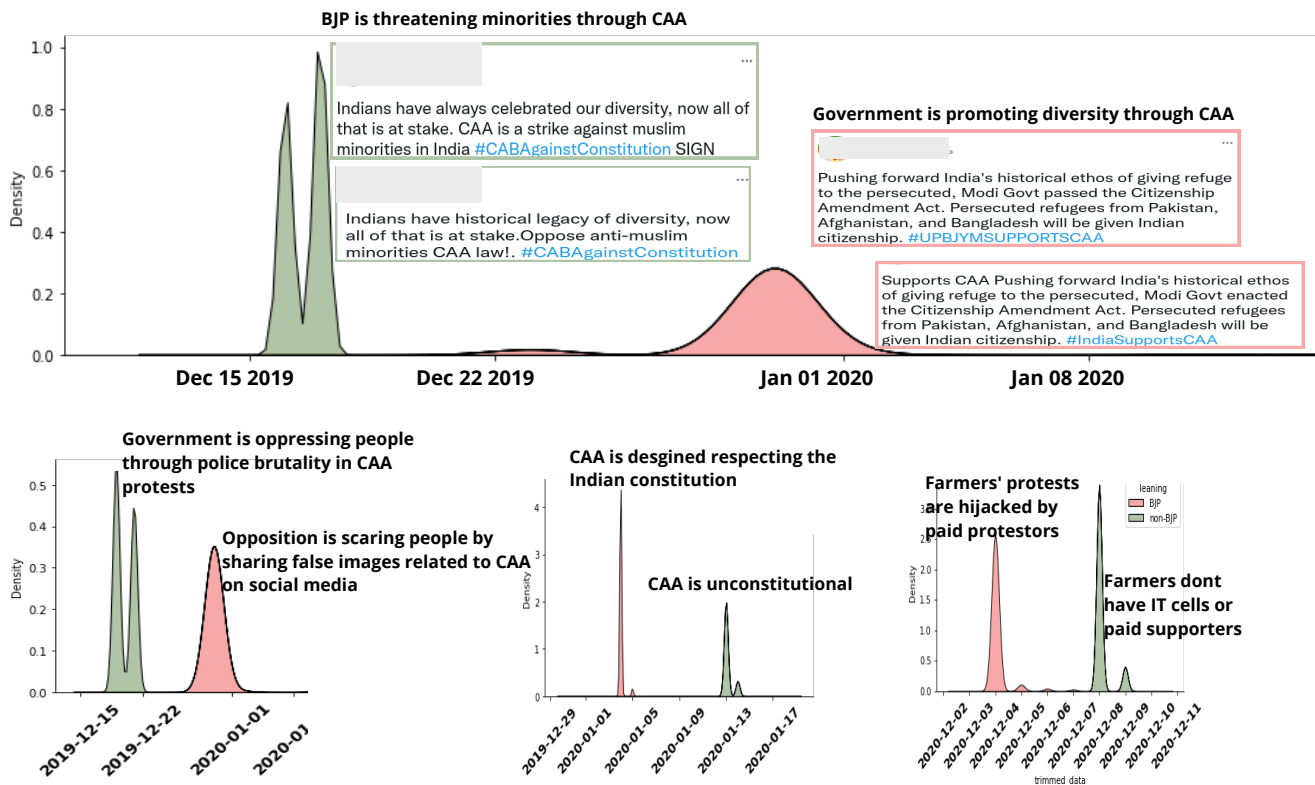 BJP is threatening minorities through CAA
1.0
0.8
0.6
0.4
0.2
0.0
Density
...
Indians have always celebrated our diversity, now all of
that is at stake. CAA is a strike against muslim
minorities in India #CABAgainstConstitution SIGN
...
Indians have historical legacy of diversity, now
all of that is at stake.Oppose anti-muslim
minorities CAA law!. #CABAgainstConstitution
Government is promoting diversity through CAA
...
Pushing forward India's historical ethos of giving refuge
to the persecuted, Modi Govt passed the Citizenship
Amendment Act. Persecuted refugees from Pakistan,
Afghanistan, and Bangladesh will be given Indian
citizenship. #UPBJYMSUPPORTSCAA
Supports CAA Pushing forward India's historical ethos
of giving refuge to the persecuted, Modi Govt enacted
the Citizenship Amendment Act. Persecuted refugees
from Pakistan, Afghanistan, and Bangladesh will be
given Indian citizenship. #IndiaSupportsCAA
Dec 15 2019
Dec 22 2019
Jan 01 2020
Jan 08 2020
Government is oppressing people
through police brutality in CAA
protests
Opposition is scaring people by
sharing false images related to CAA
on social media
0.5
0.4
0.3
0.2
0.1
0.0
Density
2019-12-15
2019-12-22
2020-01-01
2020-03
CAA is desgined respecting the
Indian constitution
CAA is unconstitutional
4
3
2
1
0
Density
2019-12-29
2020-01-01
2020-01-05
2020-01-09
2020-01-13
2020-01-17
Farmers' protests
are hijacked by
paid protestors
leaning
BJP
non-BJP
Farmers dont
have IT cells or
paid supporters
2.5
2.0
1.5
1.0
0.5
0.0
Density
2020-12-02
2020-12-03
2020-12-04
2020-12-05
2020-12-06
2020-12-07
2020-12-08
2020-12-09
2020-12-10
2020-12-11
trimmed_data